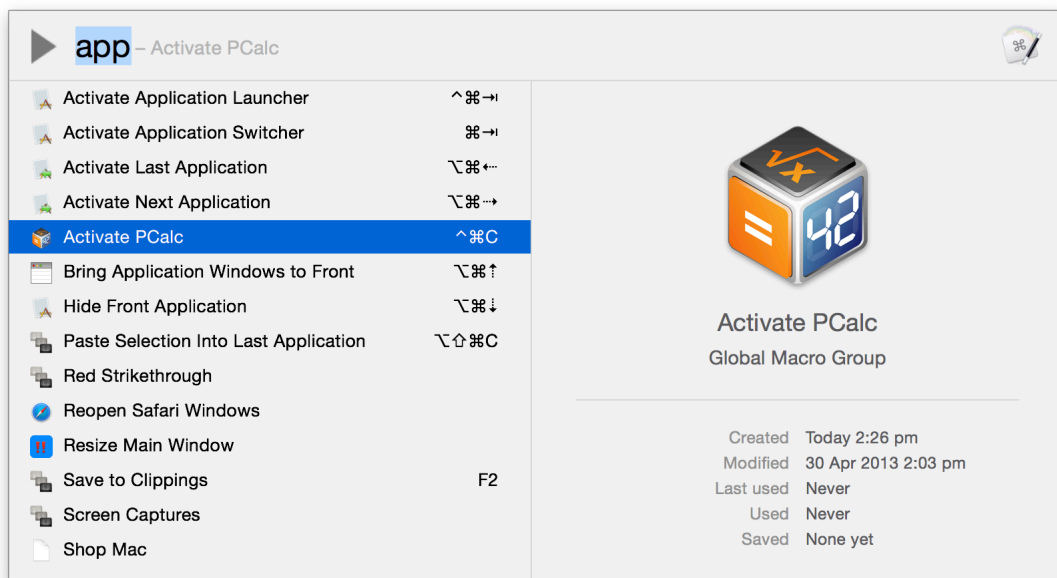 app – Activate PCalc
Activate Application Launcher ^⌘⇥
Activate Application Switcher ⌘⇥
Activate Last Application ⌥⌘⇠
Activate Next Application ⌥⌘⇢
Activate PCalc ^⌘C
Bring Application Windows to Front ⌥⌘⇡
Hide Front Application ⌥⌘⇣
Paste Selection Into Last Application ⌥⇧⌘C
Red Strikethrough
Reopen Safari Windows
Resize Main Window
Save to Clippings F2
Screen Captures
Shop Mac
√x
=
42
Activate PCalc
Global Macro Group
Created Today 2:26 pm
Modified 30 Apr 2013 2:03 pm
Last used Never
Used Never
Saved None yet